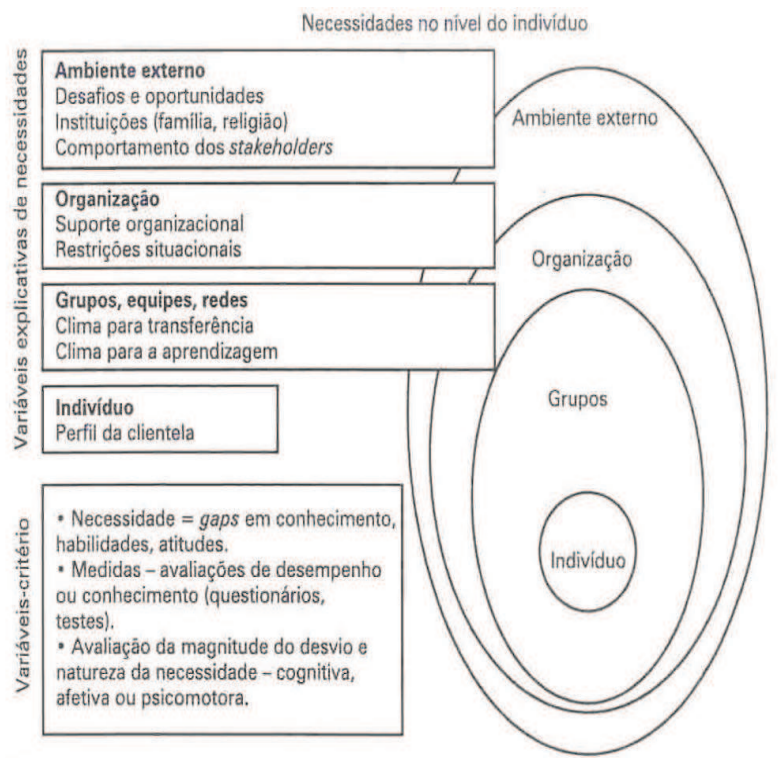 Necessidades no nível do indivíduo
Variáveis explicativas de necessidades
Ambiente externo
Desafios e oportunidades
Instituições (família, religião)
Comportamento dos stakeholders
Organização
Suporte organizacional
Restrições situacionais
Grupos, equipes, redes
Clima para transferência
Clima para a aprendizagem
Indivíduo
Perfil da clientela
Variáveis-critério
• Necessidade = gaps em conhecimento,
habilidades, atitudes.
• Medidas – avaliações de desempenho
ou conhecimento (questionários,
testes).
• Avaliação da magnitude do desvio e
natureza da necessidade – cognitiva,
afetiva ou psicomotora.
Ambiente externo
Organização
Grupos
Indivíduo